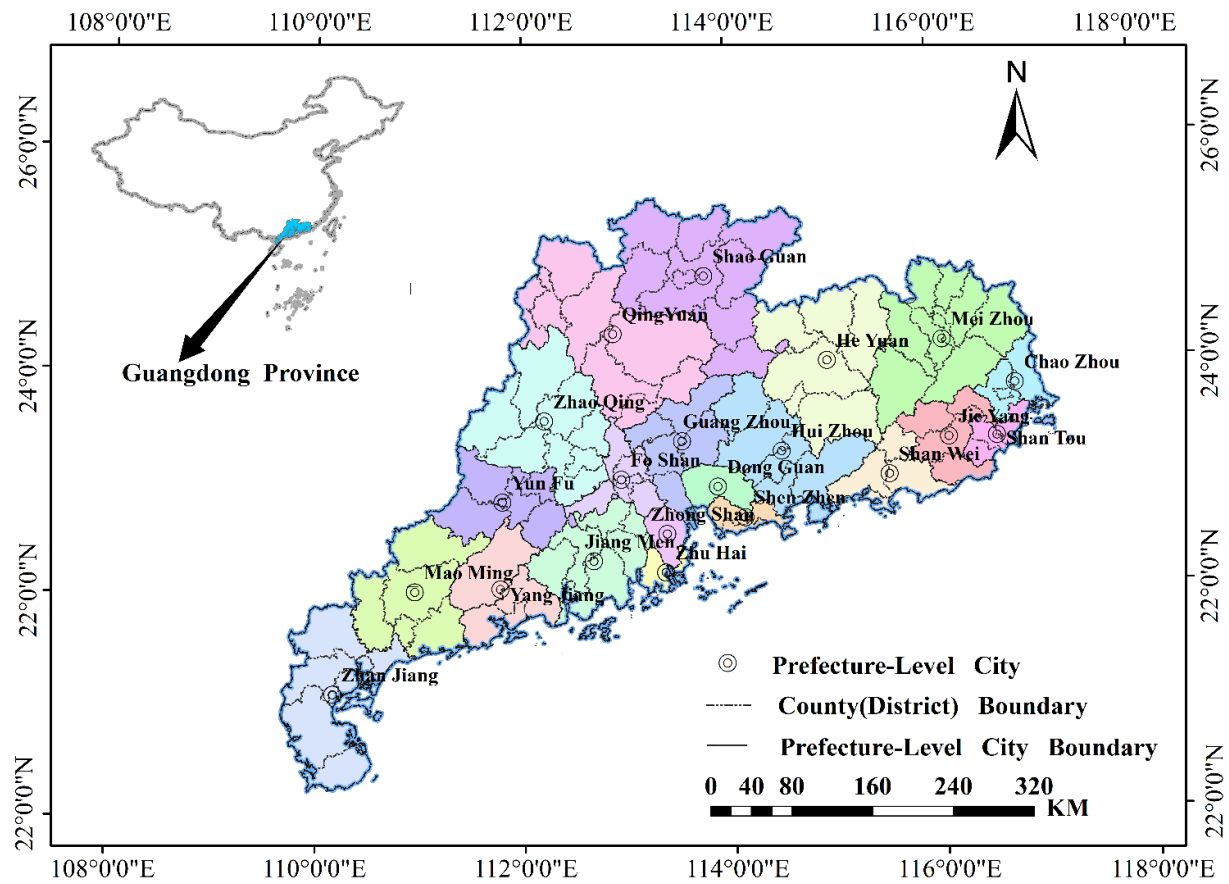 108°0'0"E 110°0'0"E 112°0'0"E 114°0'0"E 116°0'0"E 118°0'0"E
N
26°0'0"N
26°0'0"N
Guangdong Province
Shao Guan
QingYuan
Mei Zhou
He Yuan
24°0'0"N
24°0'0"N
Chao Zhou
Zhao Qing
Guang Zhou
Hui Zhou
Jie Yang
Shan Tou
Fo Shan
Dong Guan
Shan Wei
Yun Fu
Shen Zhen
Zhong Shan
Jiang Men
Zhu Hai
Mao Ming
Yang Jiang
22°0'0"N
22°0'0"N
Zhan Jiang
Prefecture-Level City
County(District) Boundary
Prefecture-Level City Boundary
0 40 80 160 240 320
KM
22°0'0"N
22°0'0"N
108°0'0"E 110°0'0"E 112°0'0"E 114°0'0"E 116°0'0"E 118°0'0"E